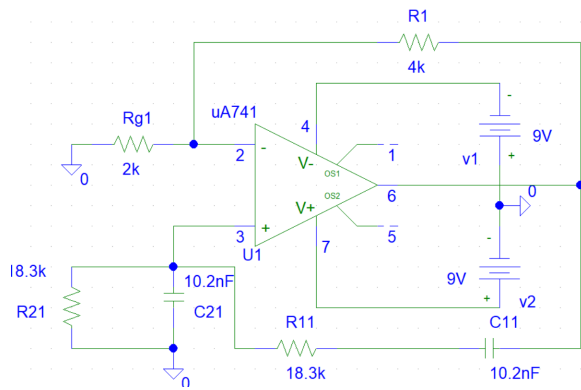 R1
4k
uA741
Rg1
2k
0
2
-
4
V-
OS1
1
-
9V
v1
+
0
6
OS2
V+
5
7
3
+
U1
-
9V
+
v2
18.3k
R21
10.2nF
C21
0
R11
18.3k
C11
10.2nF